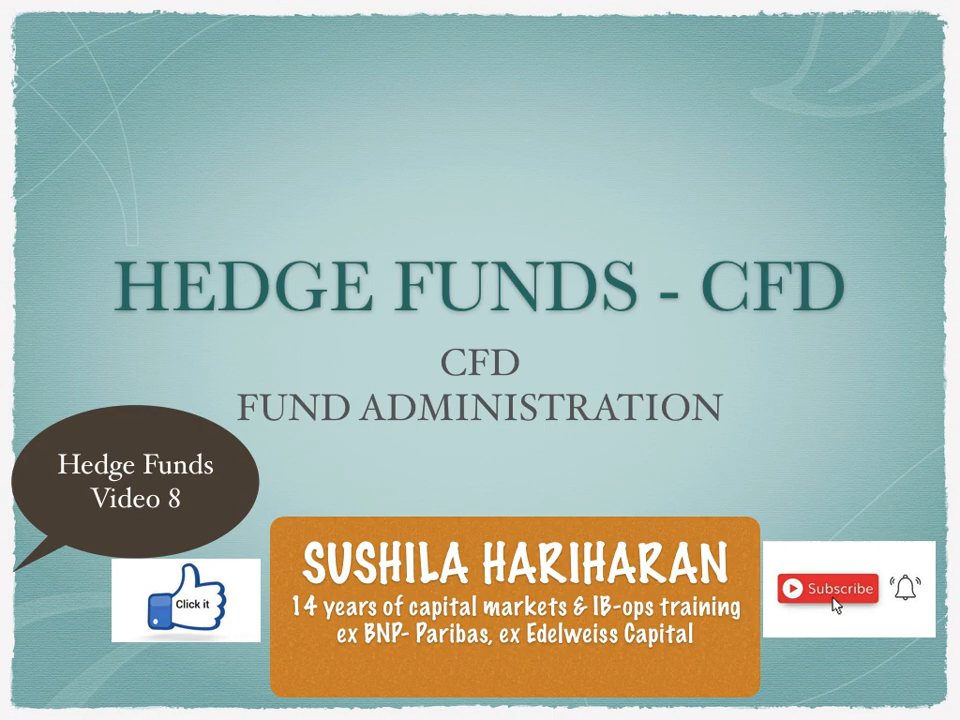 HEDGE FUNDS - CFD
CFD
FUND ADMINISTRATION
Hedge Funds
Video 8
Click it
SUSHILA HARIHARAN
14 years of capital markets & IB-ops training
ex BNP- Paribas, ex Edelweiss Capital
Subscribe